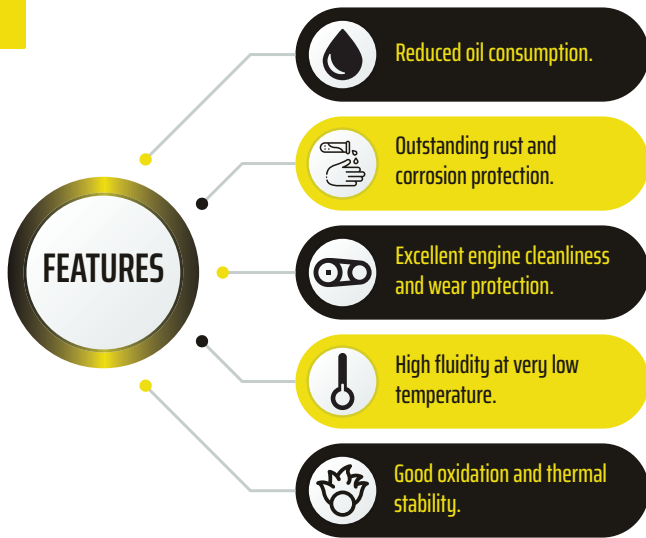 FEATURES
Reduced oil consumption.
Outstanding rust and
corrosion protection.
Excellent engine cleanliness
and wear protection.
High fluidity at very low
temperature.
Good oxidation and thermal
stability.